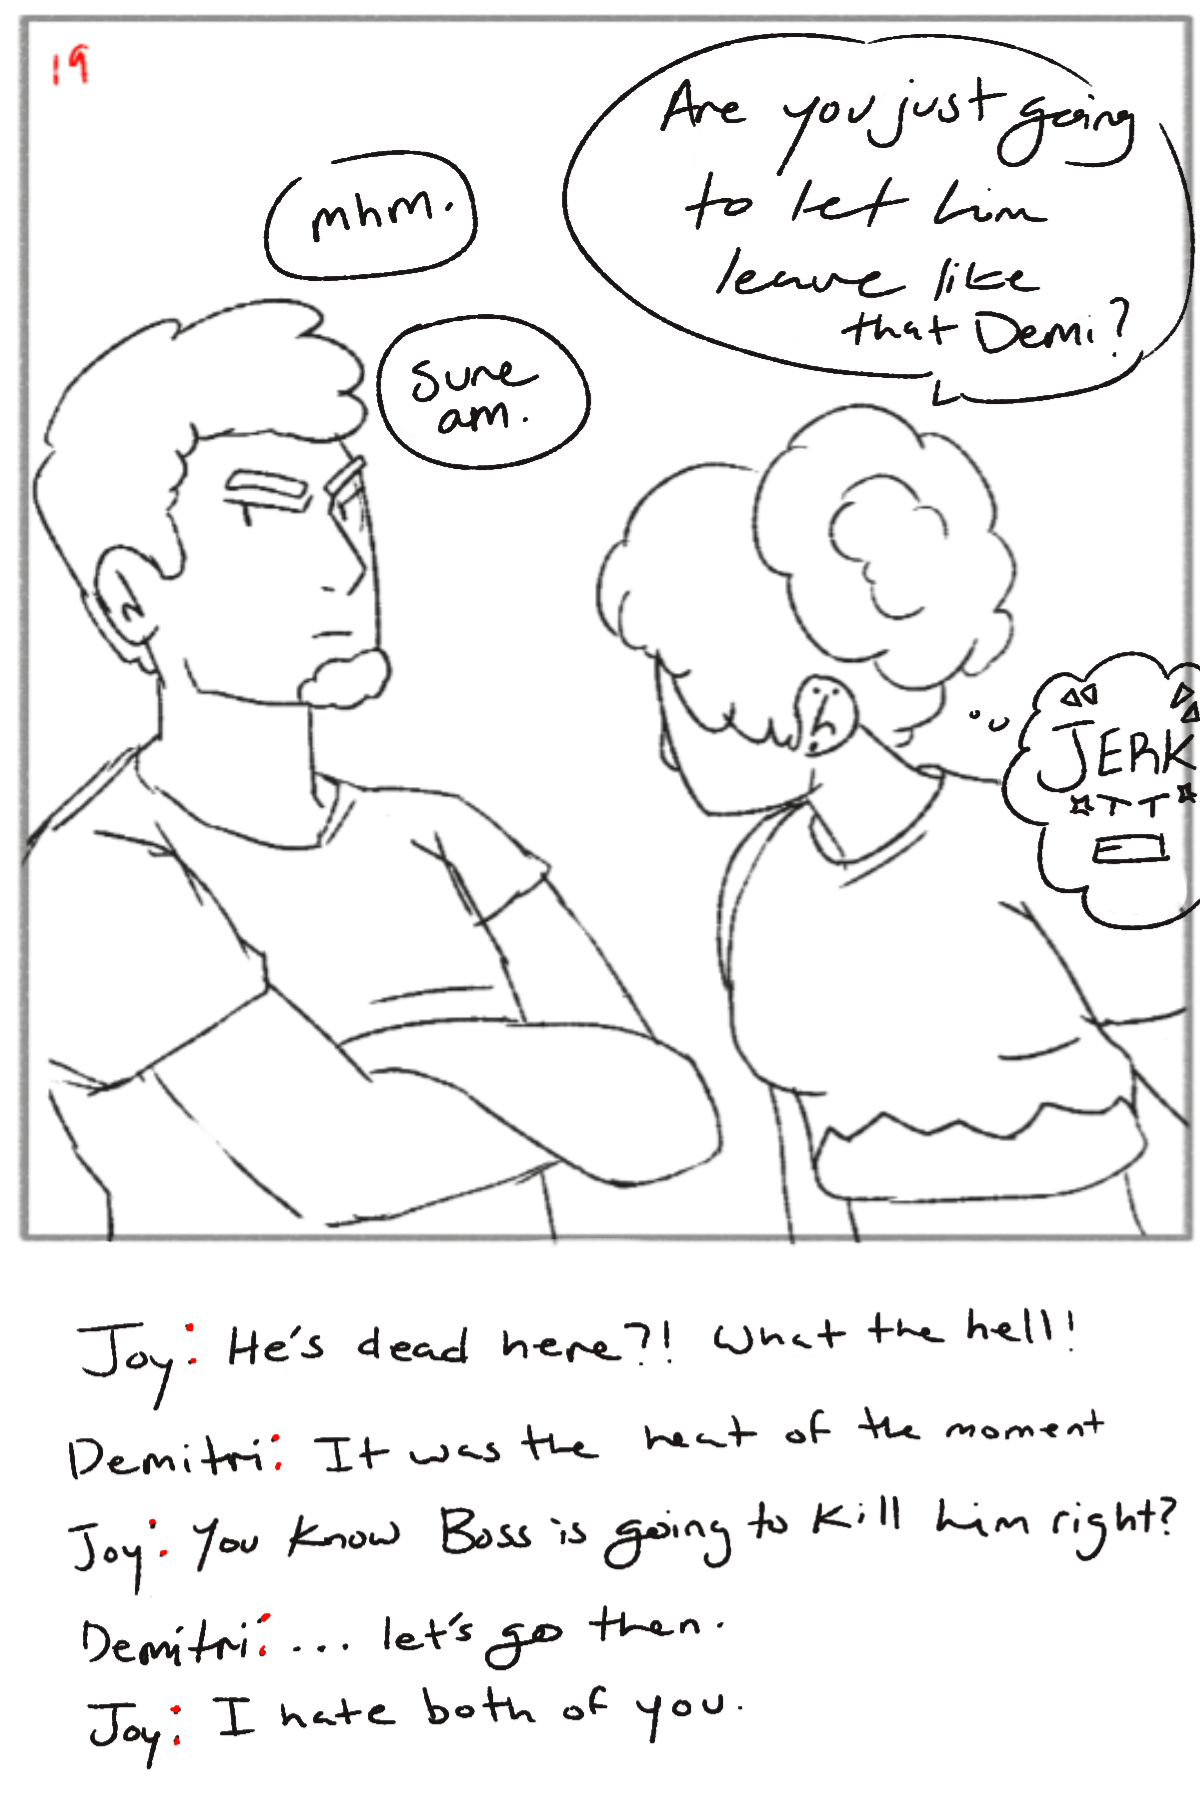 19
Are you just going
to let him
leave like
that Demi?
mhm.
sure
am.
JERK
Joy: He's dead here?! What the hell!
Demitri: It was the heat of the moment
Joy: You know Boss is going to kill him right?
Demitri: ... let's go then.
Joy: I hate both of you.